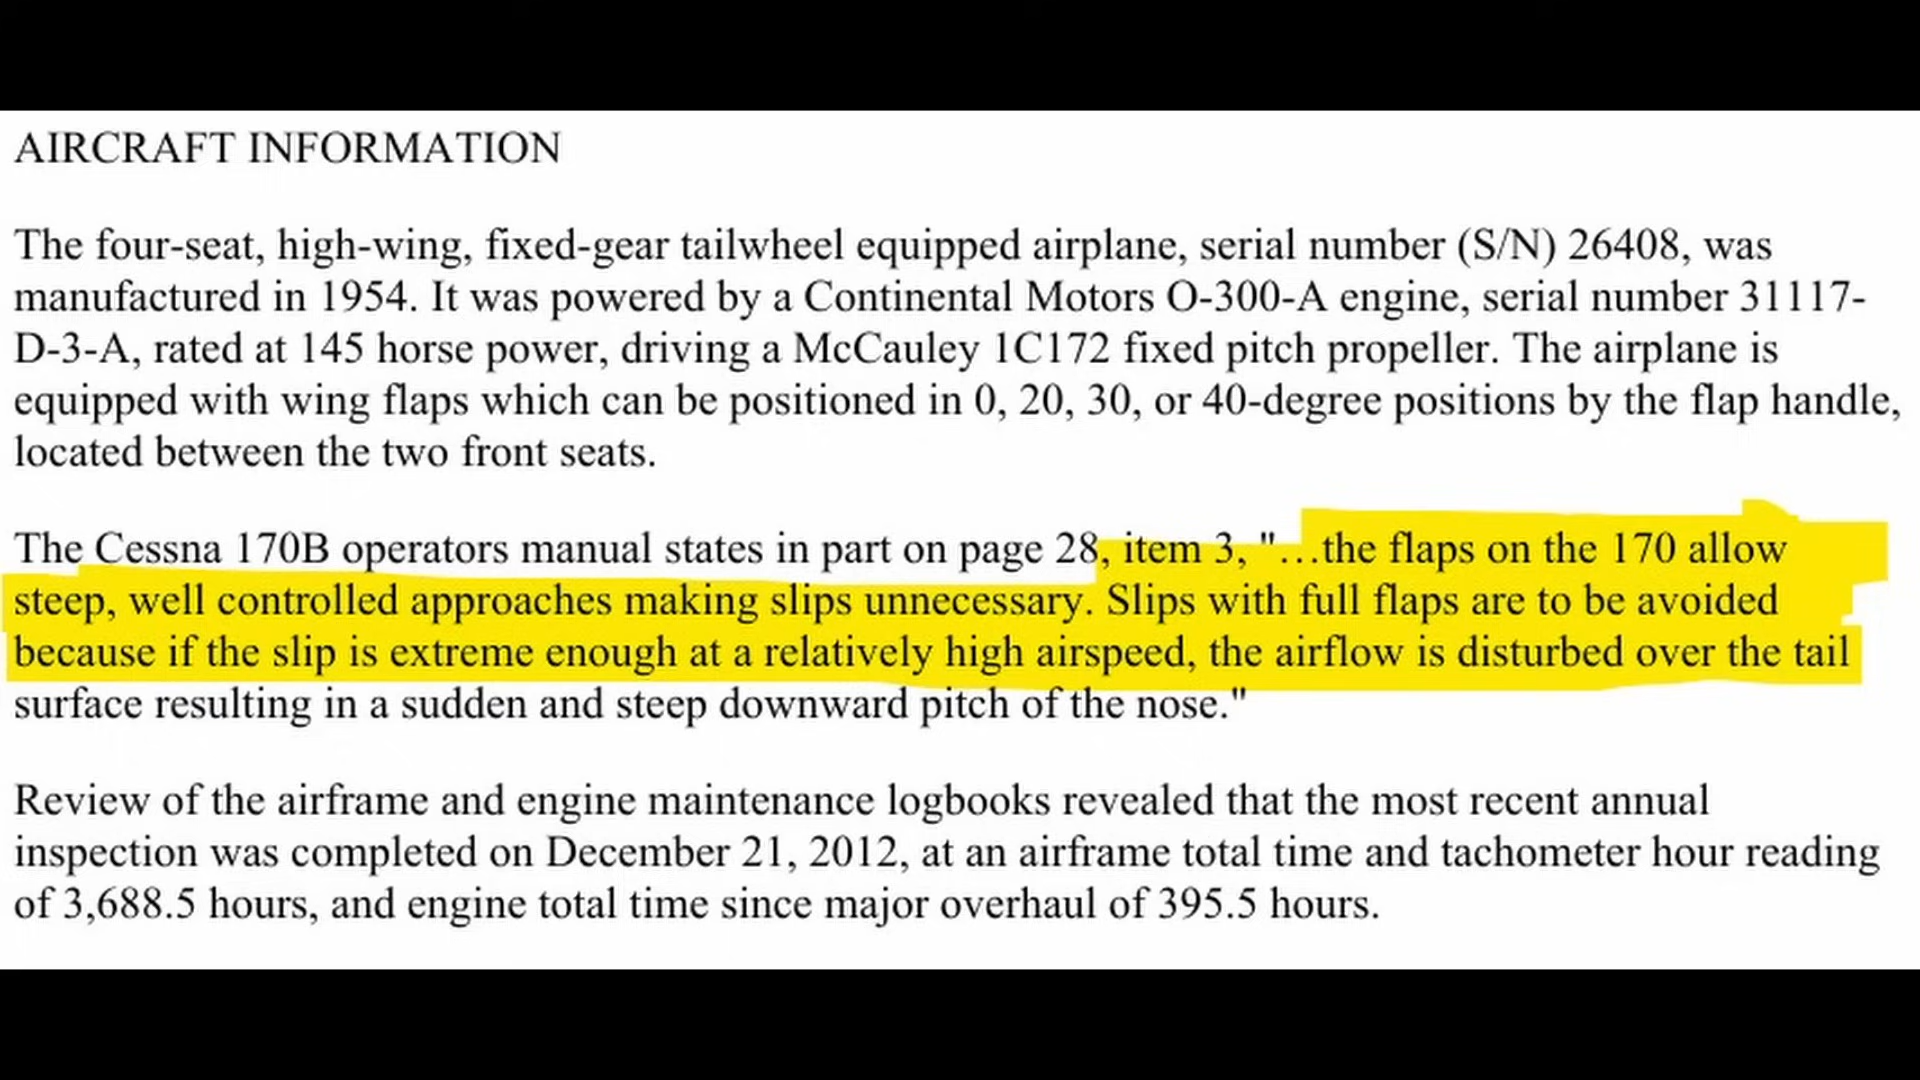 AIRCRAFT INFORMATION
The four-seat, high-wing, fixed-gear tailwheel equipped airplane, serial number (S/N) 26408, was
manufactured in 1954. It was powered by a Continental Motors O-300-A engine, serial number 31117-
D-3-A, rated at 145 horse power, driving a McCauley 1C172 fixed pitch propeller. The airplane is
equipped with wing flaps which can be positioned in 0, 20, 30, or 40-degree positions by the flap handle,
located between the two front seats.
The Cessna 170B operators manual states in part on page 28, item 3, "…the flaps on the 170 allow
steep, well controlled approaches making slips unnecessary. Slips with full flaps are to be avoided
because if the slip is extreme enough at a relatively high airspeed, the airflow is disturbed over the tail
surface resulting in a sudden and steep downward pitch of the nose."
Review of the airframe and engine maintenance logbooks revealed that the most recent annual
inspection was completed on December 21, 2012, at an airframe total time and tachometer hour reading
of 3,688.5 hours, and engine total time since major overhaul of 395.5 hours.